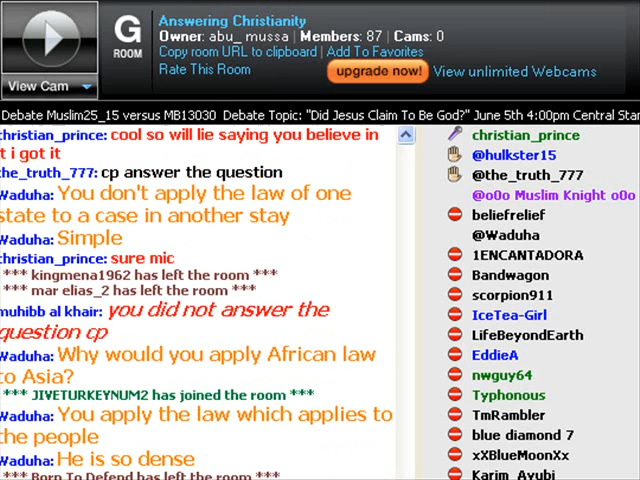 G
ROOM
View Cam
Answering Christianity
Owner: abu_ mussa | Members: 87 | Cams: 0
Copy room URL to clipboard | Add To Favorites
Rate This Room
upgrade now!
View unlimited Webcams
Debate Muslim25_15 versus MB13030 Debate Topic: "Did Jesus Claim To Be God?" June 5th 4:00pm Central Star
christian_prince: cool so will lie saying you believe in
t i got it
the_truth_777: cp answer the question
Waduha: You don't apply the law of one
state to a case in another stay
Waduha: Simple
christian_prince: sure mic
*** kingmena1962 has left the room ***
*** mar elias_2 has left the room ***
muhibb al khair: you did not answer the
question cp
Waduha: Why would you apply African law
to Asia?
*** JIVETURKEYNUM2 has joined the room ***
Waduha: You apply the law which applies to
the people
Waduha: He is so dense
*** Born To Defend has left the room ***
christian_prince
@hulkster15
@the_truth_777
@o0o Muslim Knight o0o
beliefrelief
@Waduha
1ENCANTADORA
Bandwagon
scorpion911
IceTea-Girl
LifeBeyondEarth
EddieA
nwguy64
Typhonous
TmRambler
blue diamond 7
xXBlueMoonXx
Karim_Ayubi